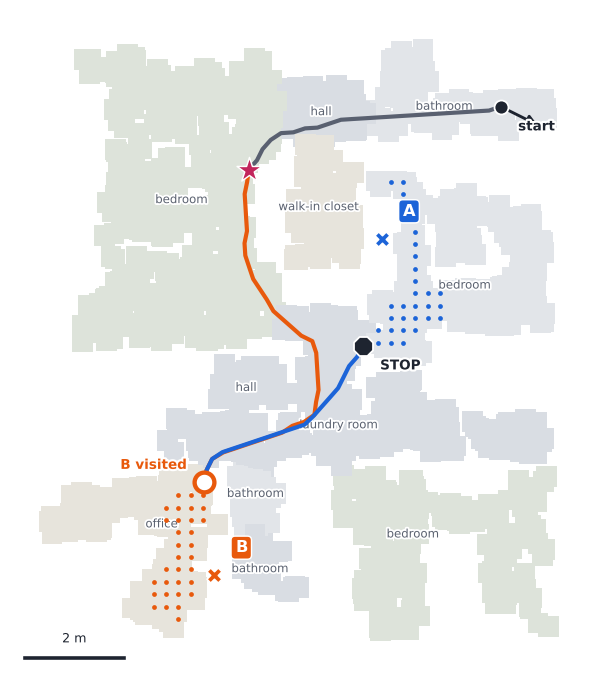 hall
bathroom
start
bedroom
walk-in closet
A
bedroom
STOP
hall
laundry room
B visited
bathroom
office
bedroom
B
bathroom
2 m